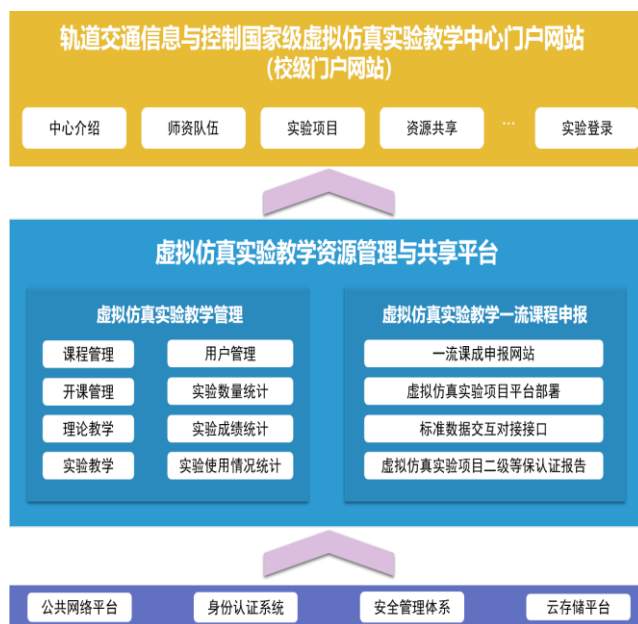 轨道交通信息与控制国家级虚拟仿真实验教学中心门户网站
（校级门户网站）
中心介绍 师资队伍 实验项目 资源共享 ... 实验登录
虚拟仿真实验教学资源管理与共享平台
虚拟仿真实验教学管理
课程管理 用户管理
开课管理 实验数量统计
理论教学 实验成绩统计
实验教学 实验使用情况统计
虚拟仿真实验教学一流课程申报
一流课成申报网站
虚拟仿真实验项目平台部署
标准数据交互对接接口
虚拟仿真实验项目二级等保认证报告
公共网络平台 身份认证系统 安全管理体系 云存储平台